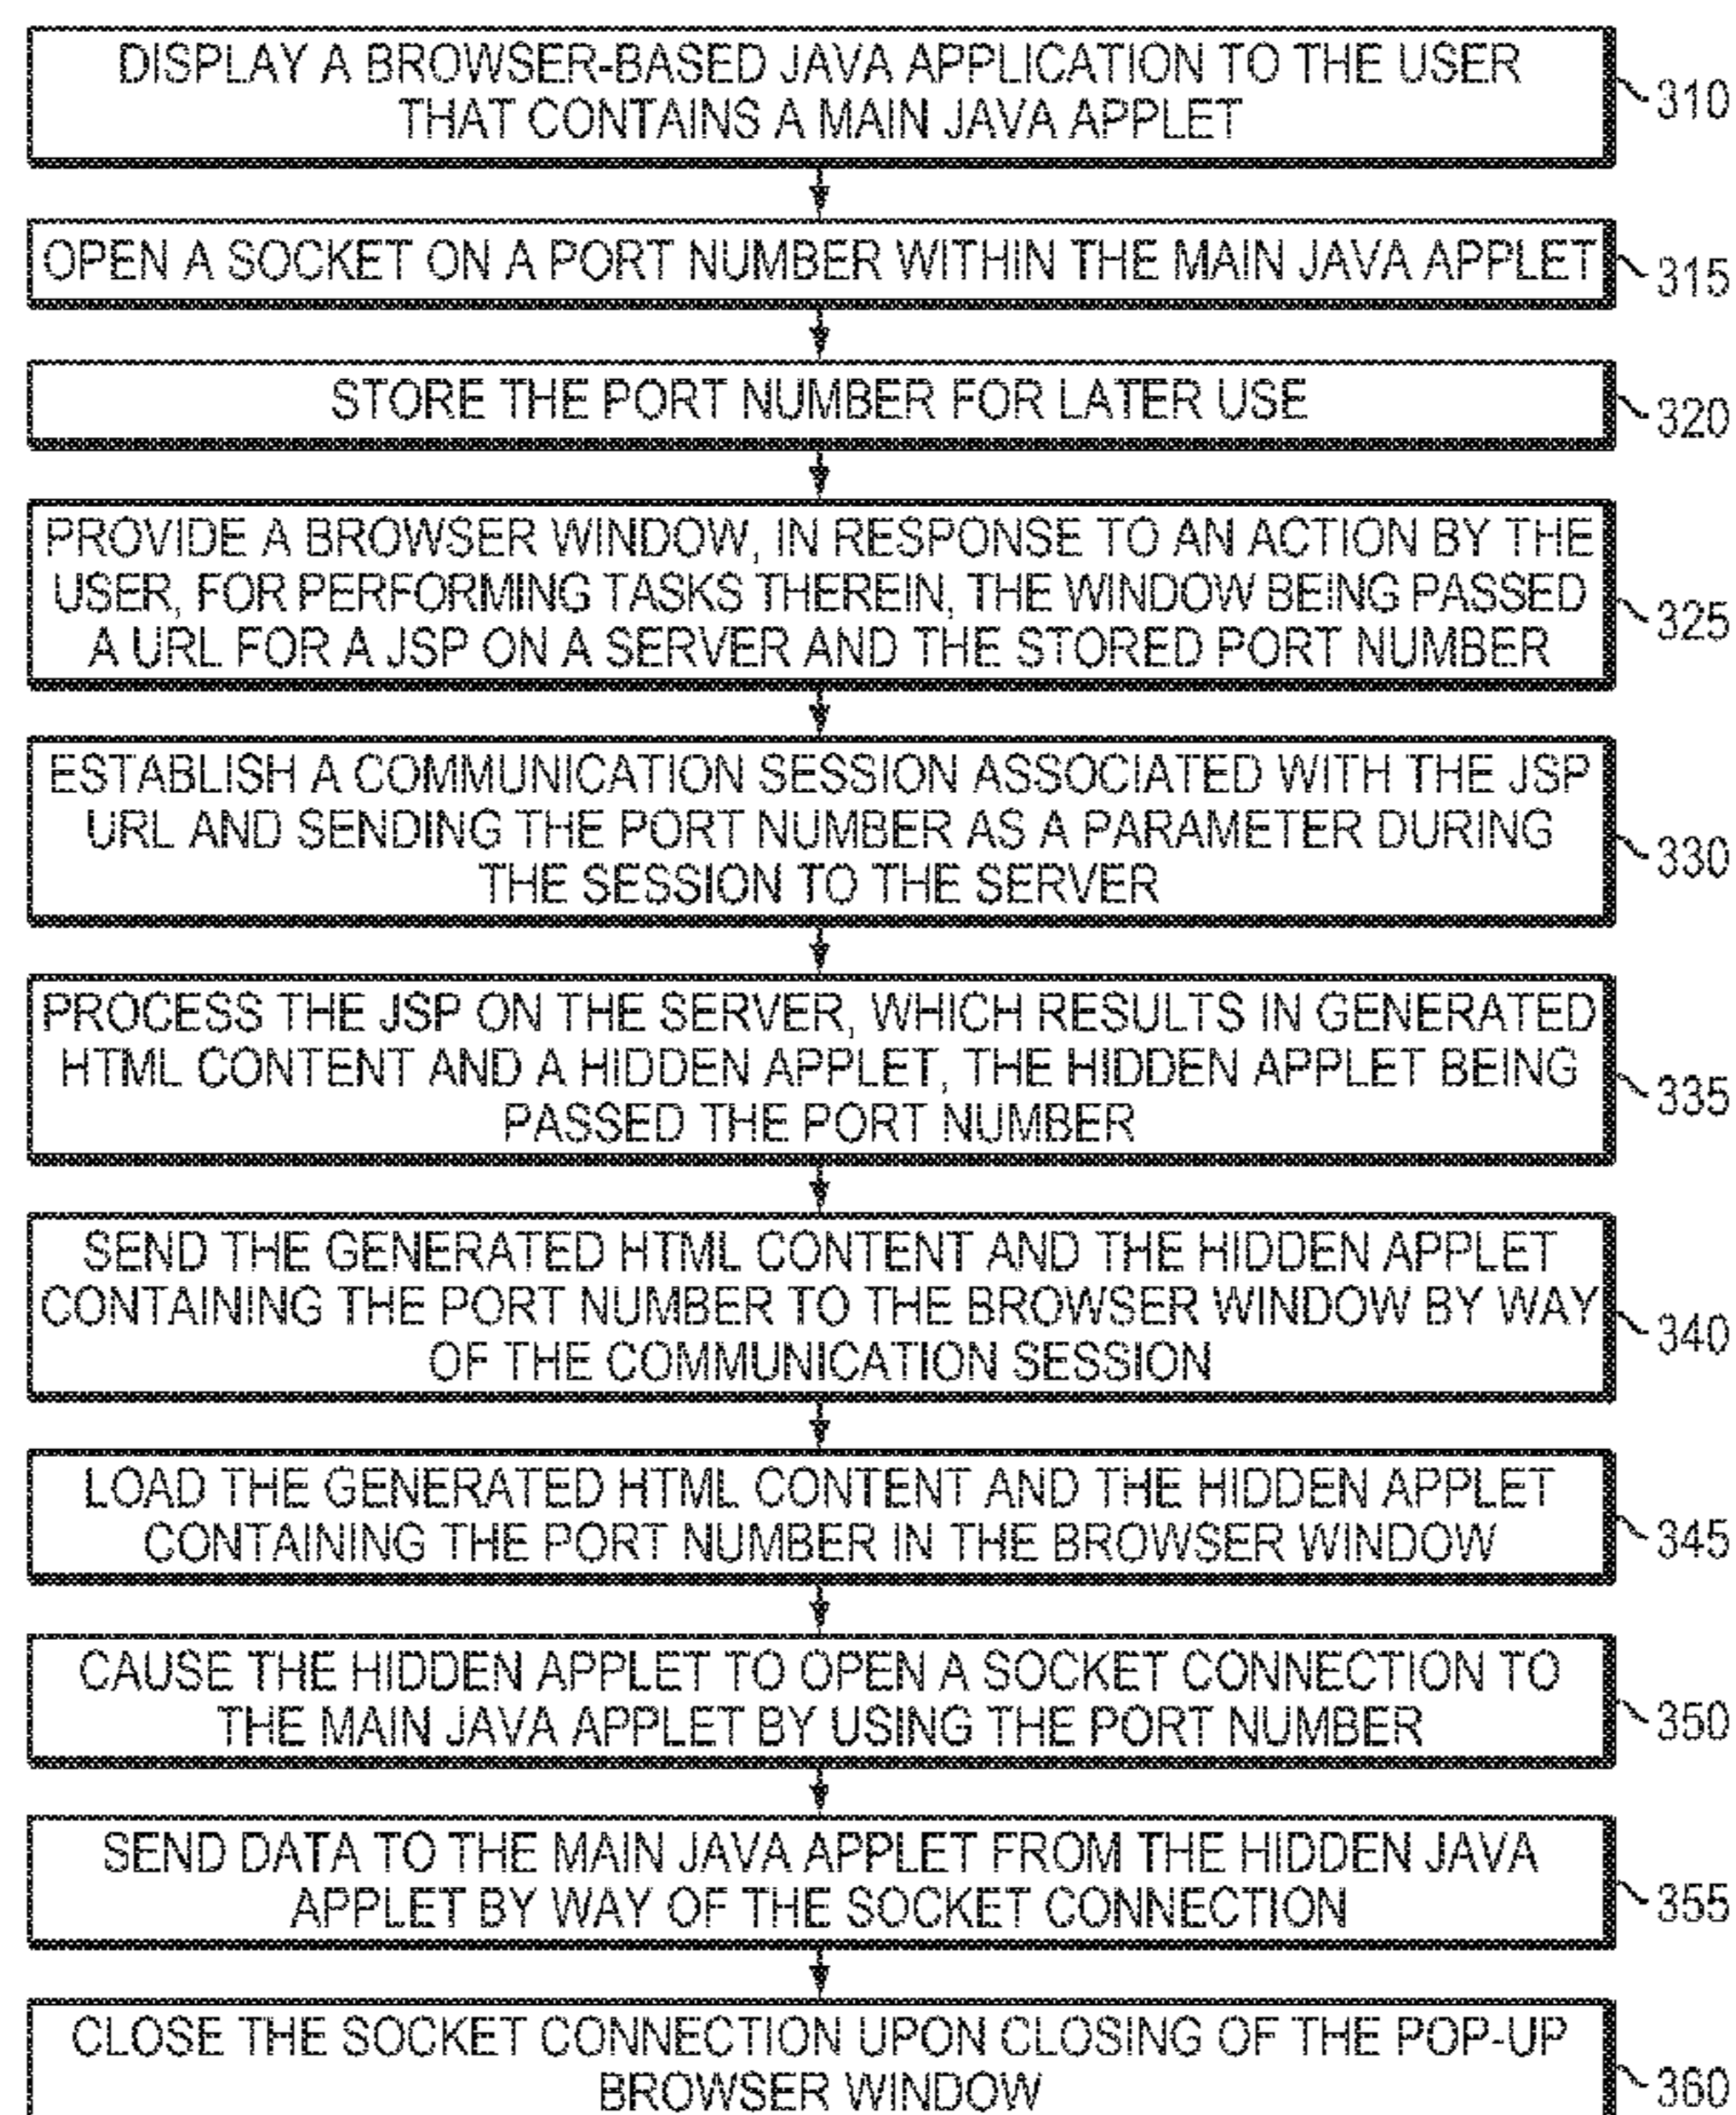 DISPLAY A BROWSER-BASED JAVA APPLICATION TO THE USER
THAT CONTAINS A MAIN JAVA APPLET
310
OPEN A SOCKET ON A PORT NUMBER WITHIN THE MAIN JAVA APPLET
315
STORE THE PORT NUMBER FOR LATER USE
320
PROVIDE A BROWSER WINDOW, IN RESPONSE TO AN ACTION BY THE
USER, FOR PERFORMING TASKS THEREIN, THE WINDOW BEING PASSED
A URL FOR A JSP ON A SERVER AND THE STORED PORT NUMBER
325
ESTABLISH A COMMUNICATION SESSION ASSOCIATED WITH THE JSP
URL AND SENDING THE PORT NUMBER AS A PARAMETER DURING
THE SESSION TO THE SERVER
330
PROCESS THE JSP ON THE SERVER, WHICH RESULTS IN GENERATED
HTML CONTENT AND A HIDDEN APPLET, THE HIDDEN APPLET BEING
PASSED THE PORT NUMBER
335
SEND THE GENERATED HTML CONTENT AND THE HIDDEN APPLET
CONTAINING THE PORT NUMBER TO THE BROWSER WINDOW BY WAY
OF THE COMMUNICATION SESSION
340
LOAD THE GENERATED HTML CONTENT AND THE HIDDEN APPLET
CONTAINING THE PORT NUMBER IN THE BROWSER WINDOW
345
CAUSE THE HIDDEN APPLET TO OPEN A SOCKET CONNECTION TO
THE MAIN JAVA APPLET BY USING THE PORT NUMBER
350
SEND DATA TO THE MAIN JAVA APPLET FROM THE HIDDEN JAVA
APPLET BY WAY OF THE SOCKET CONNECTION
355
CLOSE THE SOCKET CONNECTION UPON CLOSING OF THE POP-UP
BROWSER WINDOW
360